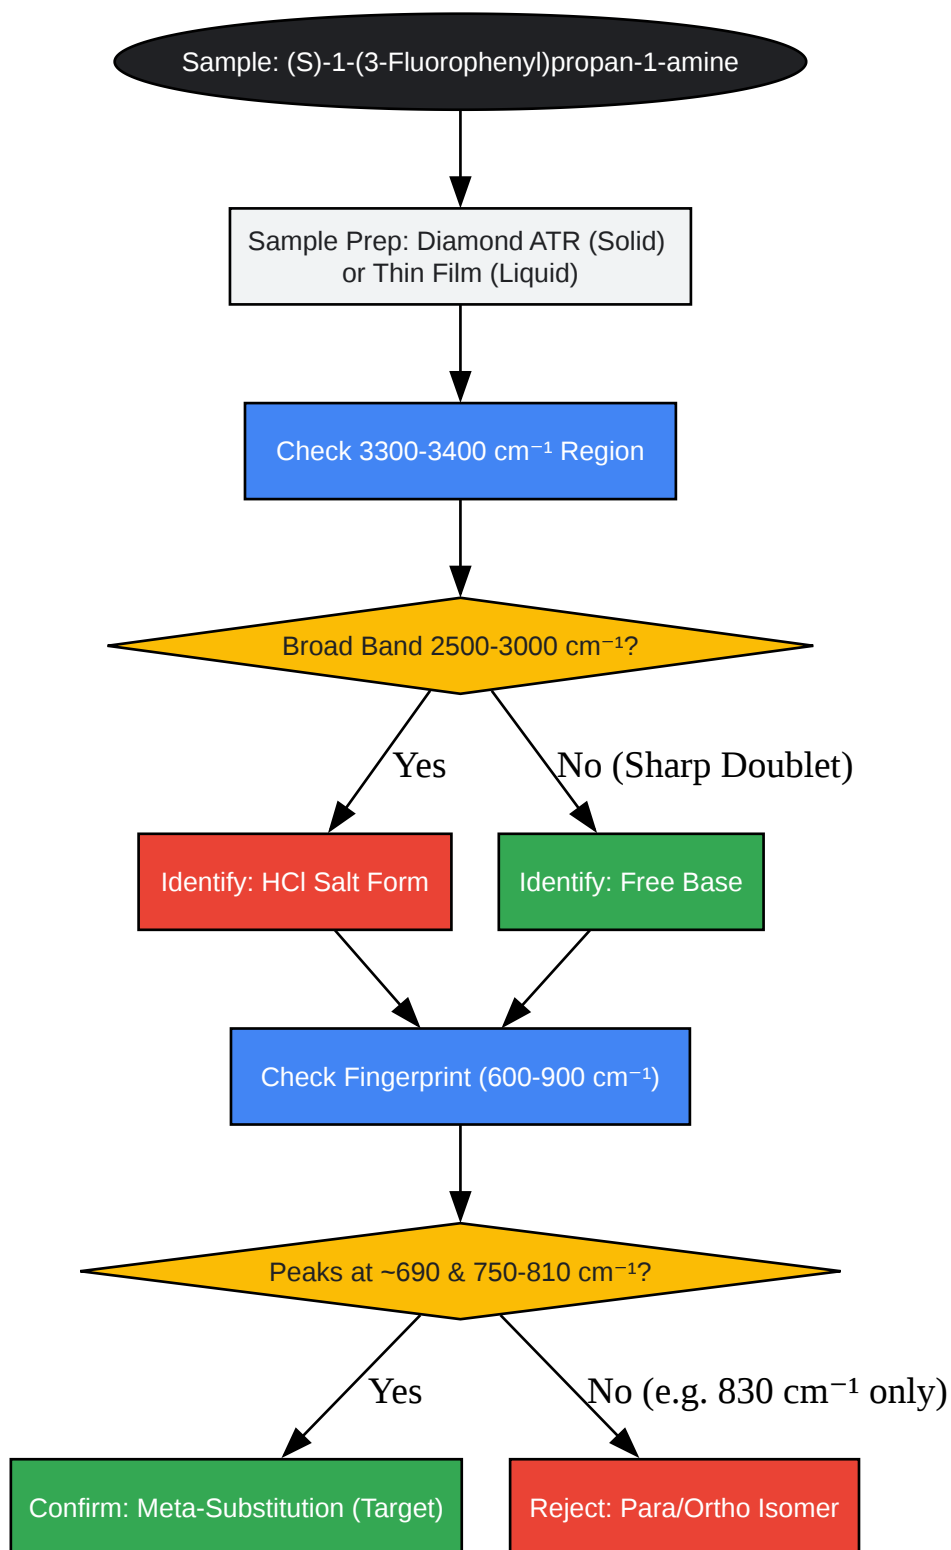 Sample: (S)-1-(3-Fluorophenyl)propan-1-amine
Sample Prep: Diamond ATR (Solid)
or Thin Film (Liquid)
Check 3300-3400 cm⁻¹ Region
Broad Band 2500-3000 cm⁻¹?
Yes
No (Sharp Doublet)
Identify: HCl Salt Form
Identify: Free Base
Check Fingerprint (600-900 cm⁻¹)
Peaks at ~690 & 750-810 cm⁻¹?
Yes
No (e.g. 830 cm⁻¹ only)
Confirm: Meta-Substitution (Target)
Reject: Para/Ortho Isomer